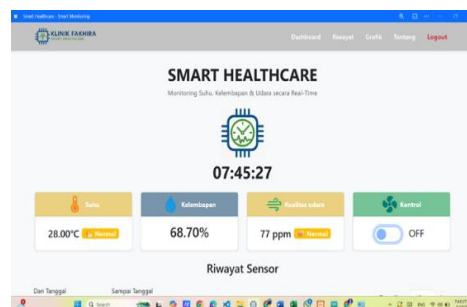 Smart Healthcare - Smart Monitoring
KLINIK FAKHIRA
SMART HEALTHCARE
Dashboard Riwayat Grafik Tentang Logout
SMART HEALTHCARE
Monitoring Suhu, Kelembapan & Udara secara Real-Time
07:45:27
Suhu
28.00°C Normal
Kelembapan
68.70%
Kualitas udara
77 ppm Normal
Kontrol
OFF
Riwayat Sensor
Dari Tanggal Sampai Tanggal
Search